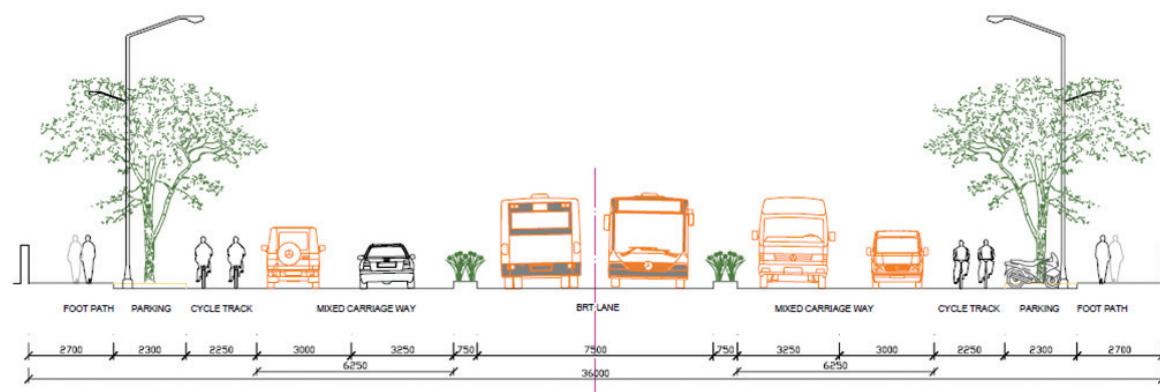 FOOT PATH PARKING CYCLE TRACK MIXED CARRIAGE WAY BRT LANE MIXED CARRIAGE WAY CYCLE TRACK PARKING FOOT PATH
2700 2300 2250 3000 3250 750 7500 750 3250 3000 2250 2300 2700
6250 6250
36000